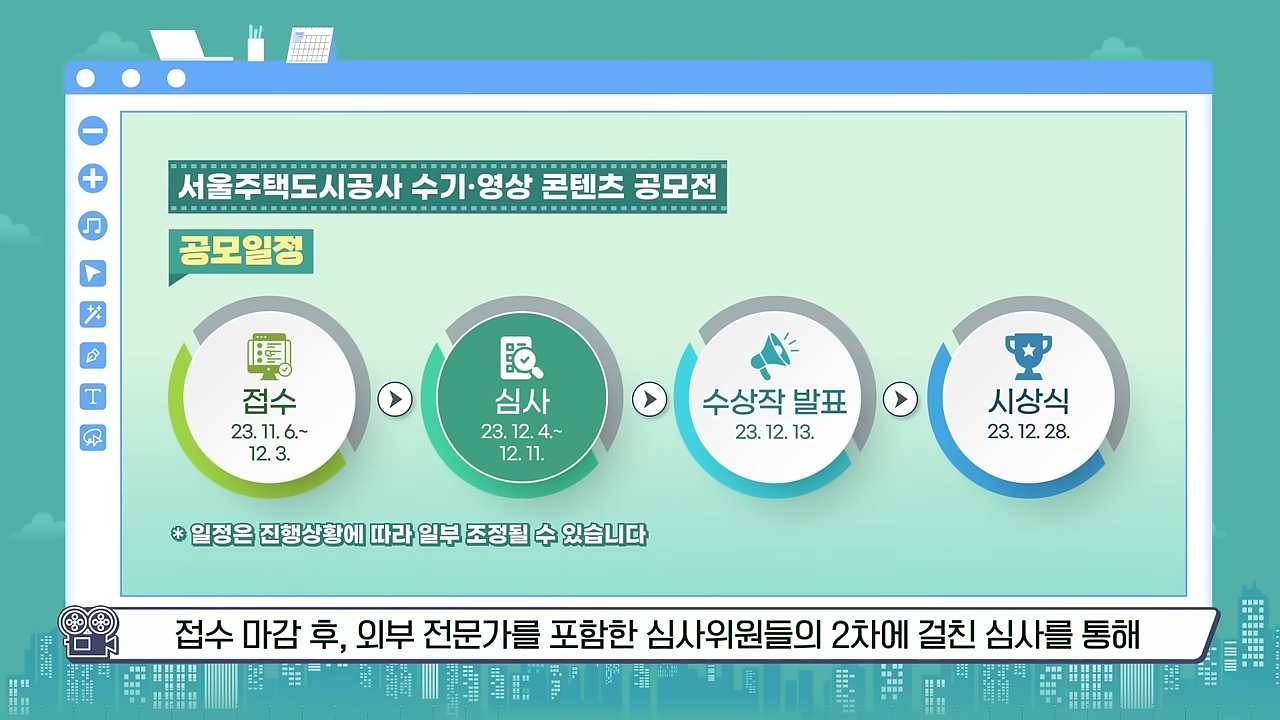 서울주택도시공사 수기·영상 콘텐츠 공모전
공모일정
접수
23. 11. 6.~
12. 3.
심사
23. 12. 4.~
12. 11.
수상작 발표
23. 12. 13.
시상식
23. 12. 28.
* 일정은 진행상황에 따라 일부 조정될 수 있습니다
접수 마감 후, 외부 전문가를 포함한 심사위원들의 2차에 걸친 심사를 통해